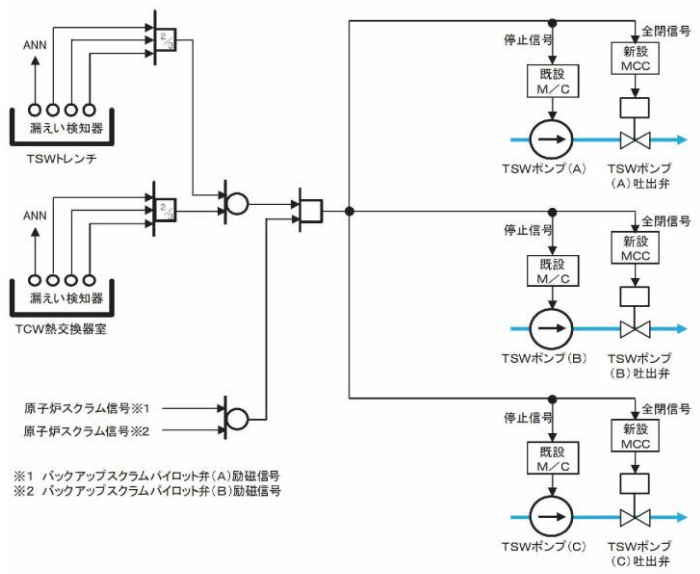 ANN
2/3
漏えい検知器
TSWトレンチ
ANN
2/3
漏えい検知器
TCW熱交換器室
原子炉スクラム信号※1
原子炉スクラム信号※2
※1 バックアップスクラムパイロット弁(A)励磁信号
※2 バックアップスクラムパイロット弁(B)励磁信号
停止信号
全閉信号
既設
M/C
新設
MCC
TSWポンプ(A)
TSWポンプ
(A)吐出弁
停止信号
全閉信号
既設
M/C
新設
MCC
TSWポンプ(B)
TSWポンプ
(B)吐出弁
停止信号
全閉信号
既設
M/C
新設
MCC
TSWポンプ(C)
TSWポンプ
(C)吐出弁